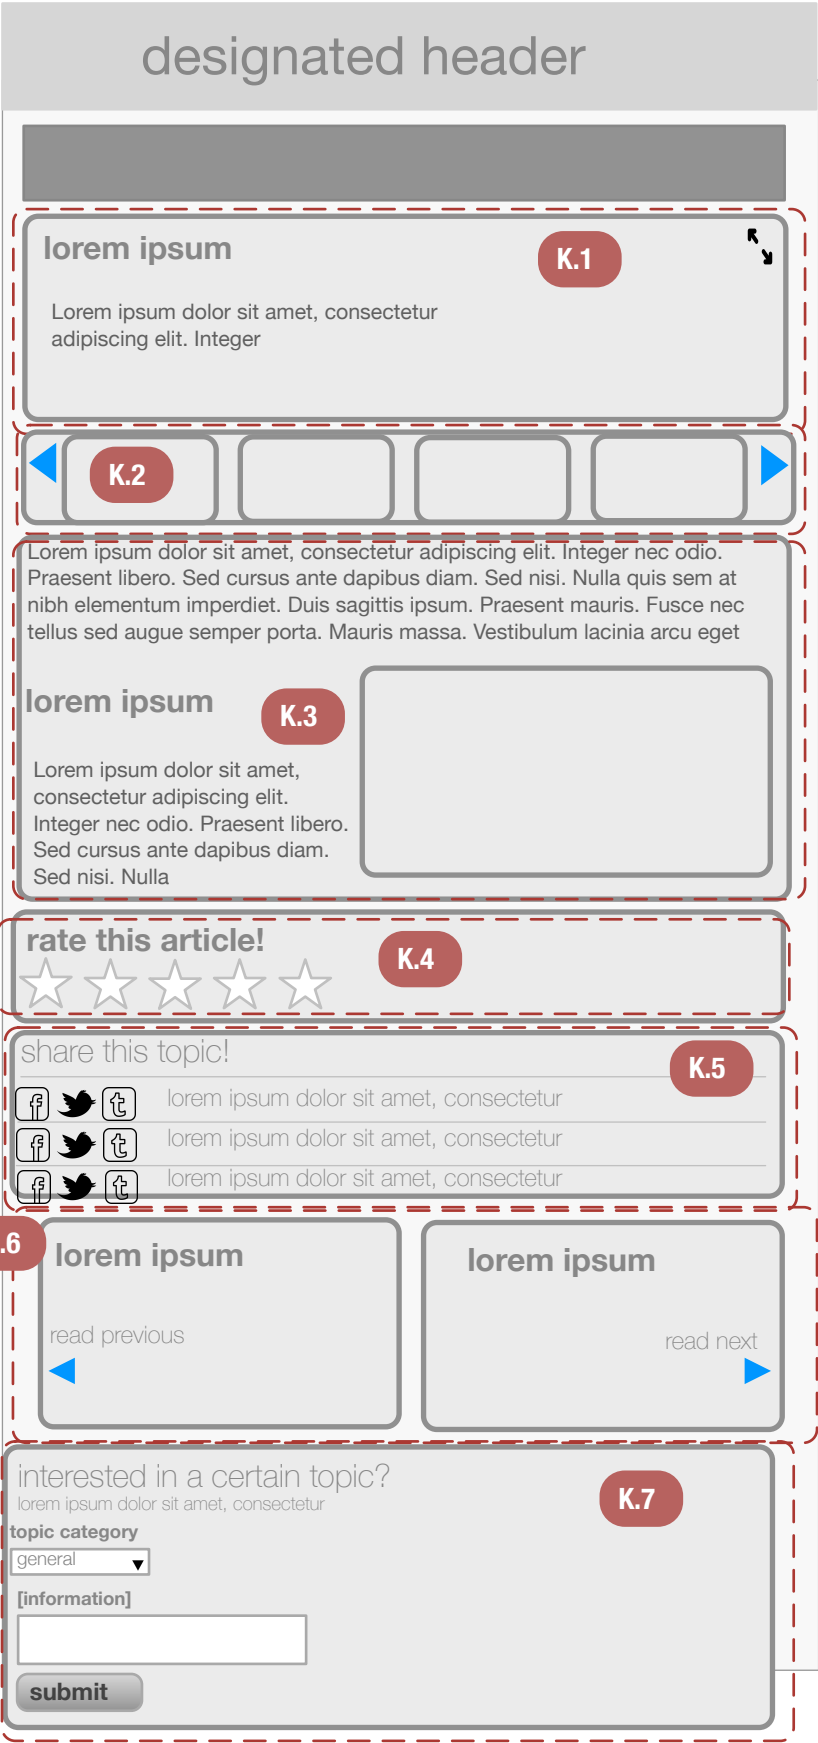 designated header
lorem ipsum
K.1
Lorem ipsum dolor sit amet, consectetur
adipiscing elit. Integer
K.2
Lorem ipsum dolor sit amet, consectetur adipiscing elit. Integer nec odio.
Praesent libero. Sed cursus ante dapibus diam. Sed nisi. Nulla quis sem at
nibh elementum imperdiet. Duis sagittis ipsum. Praesent mauris. Fusce nec
tellus sed augue semper porta. Mauris massa. Vestibulum lacinia arcu eget
lorem ipsum
K.3
Lorem ipsum dolor sit amet,
consectetur adipiscing elit.
Integer nec odio. Praesent libero.
Sed cursus ante dapibus diam.
Sed nisi. Nulla
rate this article!
K.4
share this topic!
K.5
f t lorem ipsum dolor sit amet, consectetur
f t lorem ipsum dolor sit amet, consectetur
f t lorem ipsum dolor sit amet, consectetur
.6
lorem ipsum
lorem ipsum
read previous
read next
interested in a certain topic?
lorem ipsum dolor sit amet, consectetur
K.7
topic category
general
[information]
submit